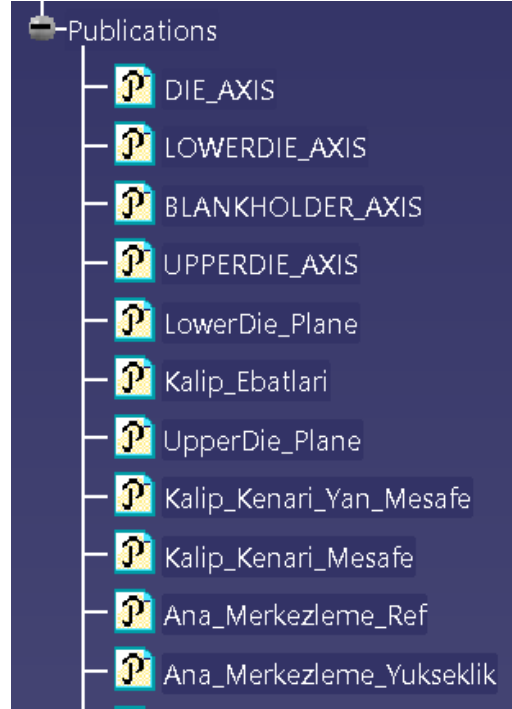 Publications
DIE_AXIS
LOWERDIE_AXIS
BLANKHOLDER_AXIS
UPPERDIE_AXIS
LowerDie_Plane
Kalip_Ebatlari
UpperDie_Plane
Kalip_Kenari_Yan_Mesafe
Kalip_Kenari_Mesafe
Ana_Merkezleme_Ref
Ana_Merkezleme_Yukseklik